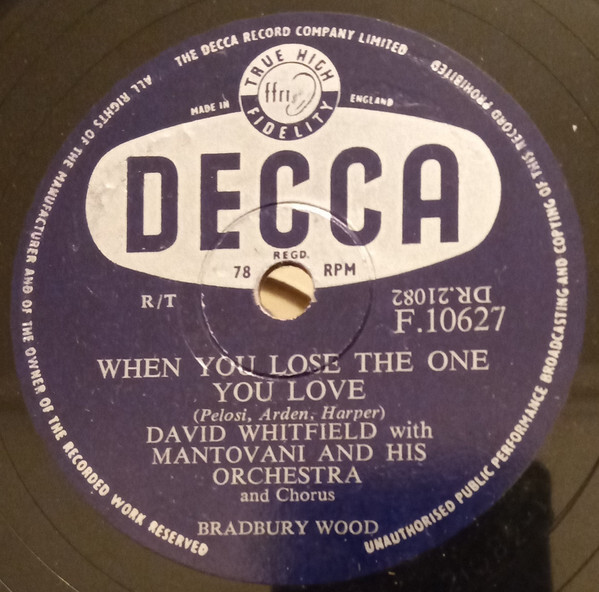 ALL RIGHTS OF THE MANUFACTURER AND OF THE OWNER OF THE RECORDED WORK RESERVED
THE DECCA RECORD COMPANY LIMITED
UNAUTHORISED PUBLIC PERFORMANCE BROADCASTING AND COPYING OF THIS RECORD PROHIBITED
TRUE HIGH
ffrr
FIDELITY
MADE IN ENGLAND
DECCA
REGD.
78 RPM
R/T DR.21082
F.10627
WHEN YOU LOSE THE ONE
YOU LOVE
(Pelosi, Arden, Harper)
DAVID WHITFIELD with
MANTOVANI AND HIS
ORCHESTRA
and Chorus
BRADBURY WOOD